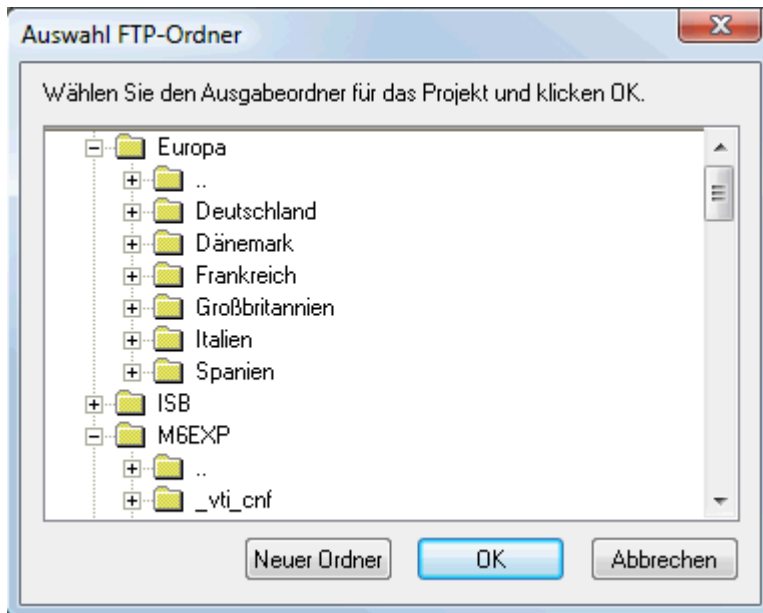 Auswahl FTP-Ordner
Wählen Sie den Ausgabeordner für das Projekt und klicken OK.
Europa
..
Deutschland
Dänemark
Frankreich
Großbritannien
Italien
Spanien
ISB
M6EXP
..
_vti_cnf
Neuer Ordner OK Abbrechen